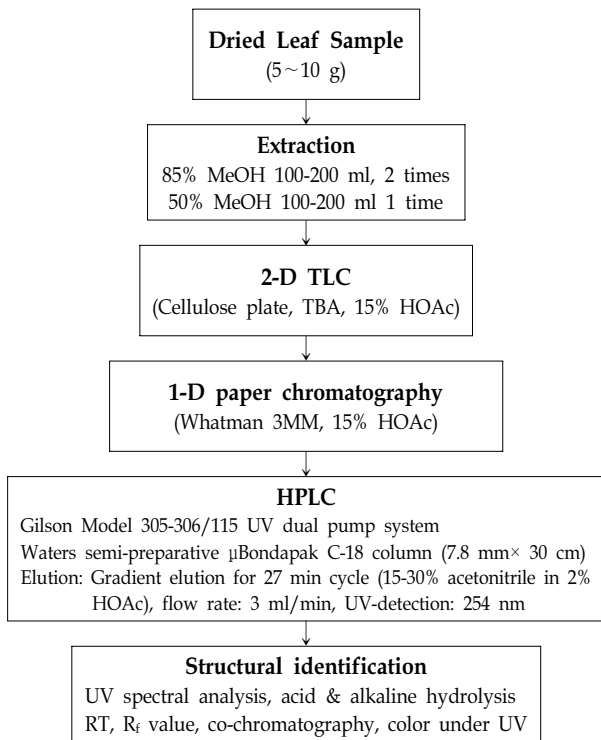 Dried Leaf Sample
(5~10 g)
Extraction
85% MeOH 100-200 ml, 2 times
50% MeOH 100-200 ml 1 time
2-D TLC
(Cellulose plate, TBA, 15% HOAc)
1-D paper chromatography
(Whatman 3MM, 15% HOAc)
HPLC
Gilson Model 305-306/115 UV dual pump system
Waters semi-preparative μBondapak C-18 column (7.8 mm× 30 cm)
Elution: Gradient elution for 27 min cycle (15-30% acetonitrile in 2%
HOAc), flow rate: 3 ml/min, UV-detection: 254 nm
Structural identification
UV spectral analysis, acid & alkaline hydrolysis
RT, Rf value, co-chromatography, color under UV